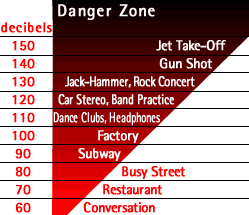 Danger Zone
decibels
150 Jet Take-Off
140 Gun Shot
130 Jack-Hammer, Rock Concert
120 Car Stereo, Band Practice
110 Dance Clubs, Headphones
100 Factory
90 Subway
80 Busy Street
70 Restaurant
60 Conversation